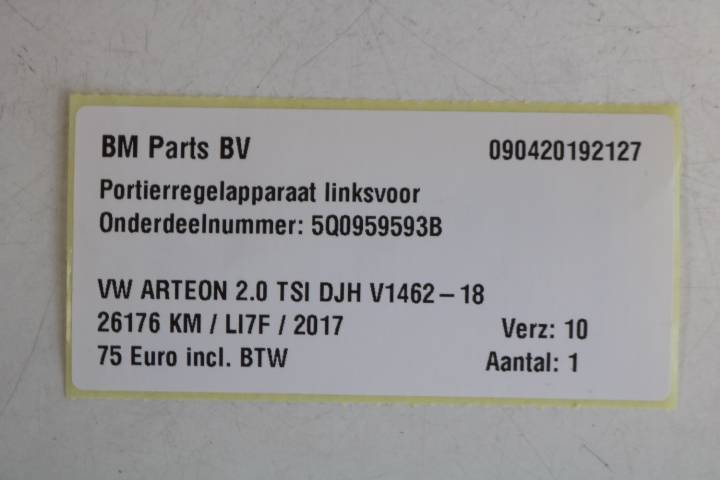 BM Parts BV 090420192127
Portierregelapparaat linksvoor
Onderdeelnummer: 5Q0959593B
VW ARTEON 2.0 TSI DJH V1462-18
26176 KM / LI7F / 2017 Verz: 10
75 Euro incl. BTW Aantal: 1